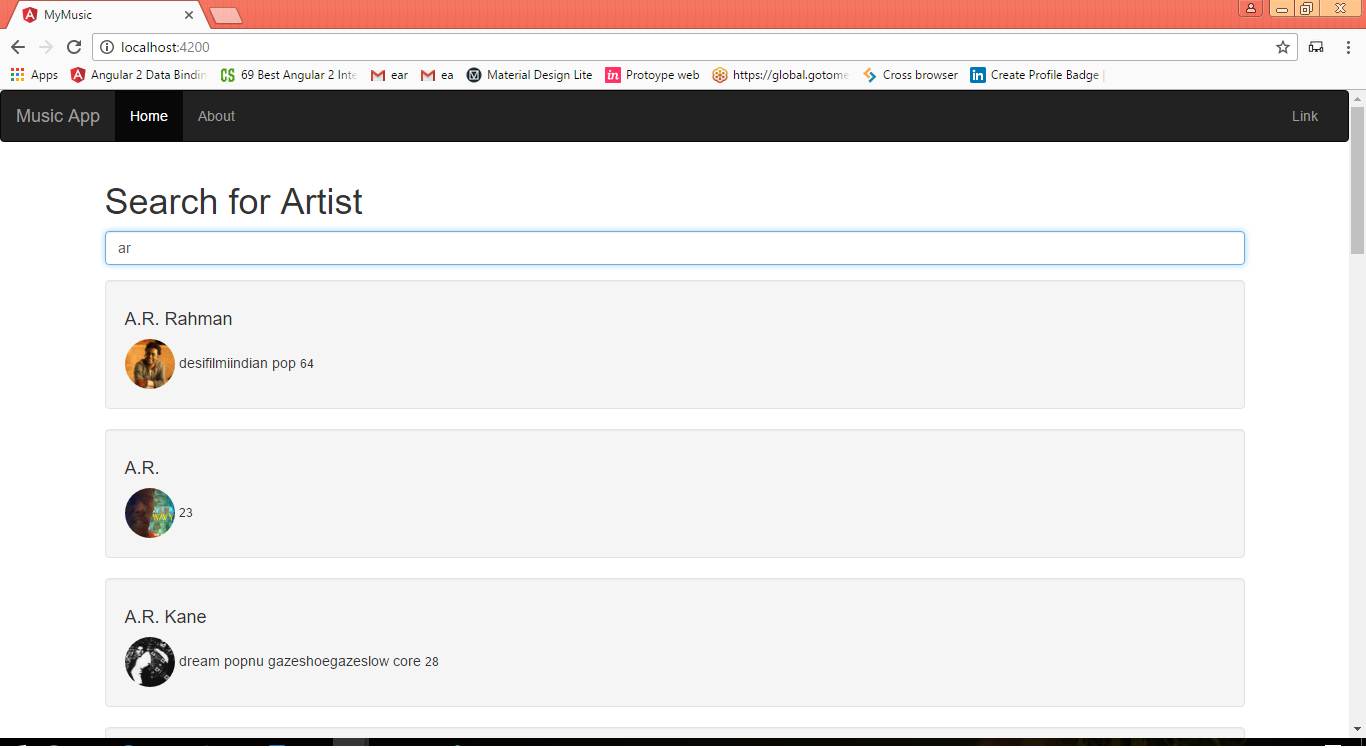 MyMusic
localhost:4200
Apps Angular 2 Data Bindin 69 Best Angular 2 Inte ear ea Material Design Lite Protoype web https://global.gotome Cross browser Create Profile Badge
Music App Home About Link
Search for Artist
ar
A.R. Rahman
desifilmiindian pop 64
A.R.
23
A.R. Kane
dream popnu gazeshoegazeslow core 28